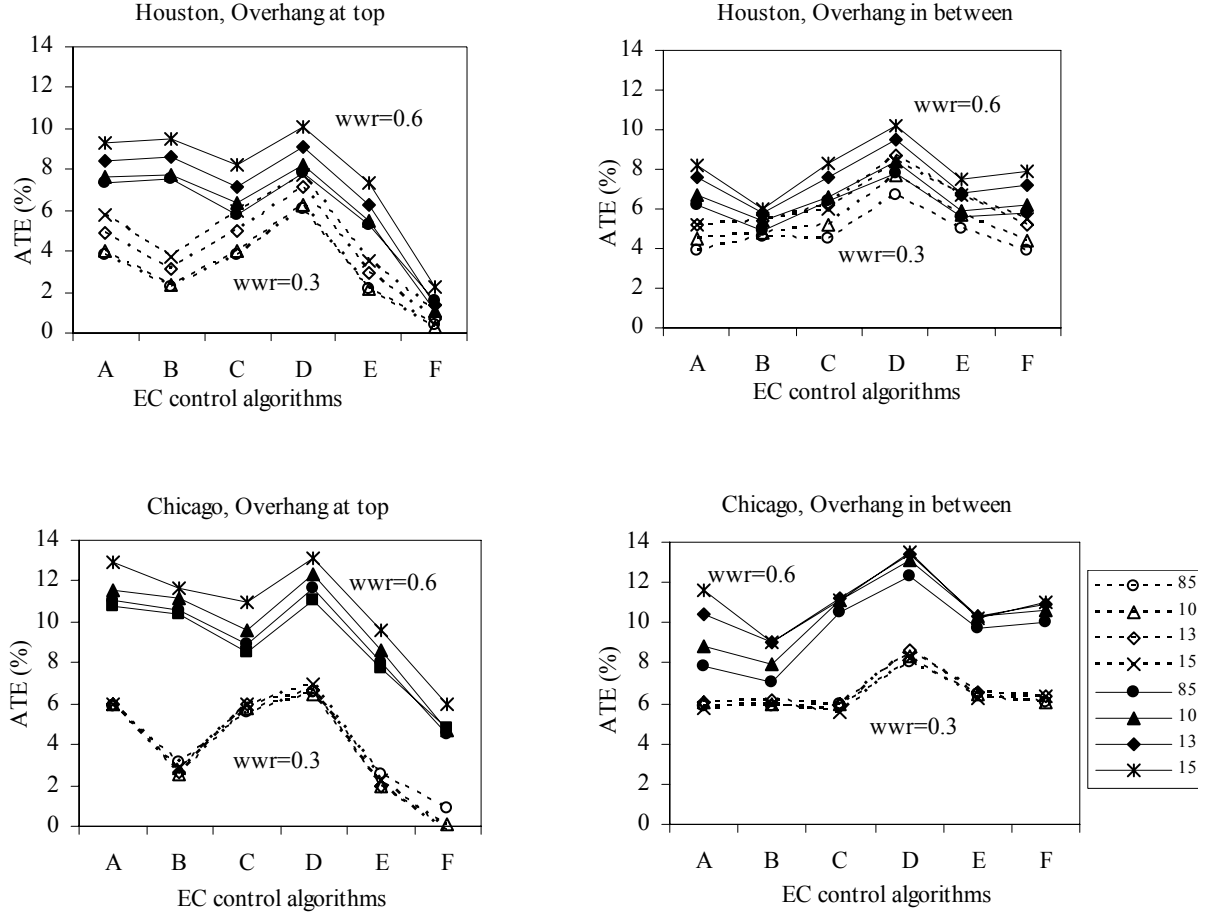 Houston, Overhang at top
14
12
10
8
6
4
2
0
ATE (%)
wwr=0.6
wwr=0.3
A B C D E F
EC control algorithms
Houston, Overhang in between
14
12
10
8
6
4
2
0
ATE (%)
wwr=0.6
wwr=0.3
A B C D E F
EC control algorithms
Chicago, Overhang at top
14
12
10
8
6
4
2
0
ATE (%)
wwr=0.6
wwr=0.3
A B C D E F
EC control algorithms
Chicago, Overhang in between
14
12
10
8
6
4
2
0
ATE (%)
wwr=0.6
wwr=0.3
A B C D E F
EC control algorithms
85
10
13
15
85
10
13
15